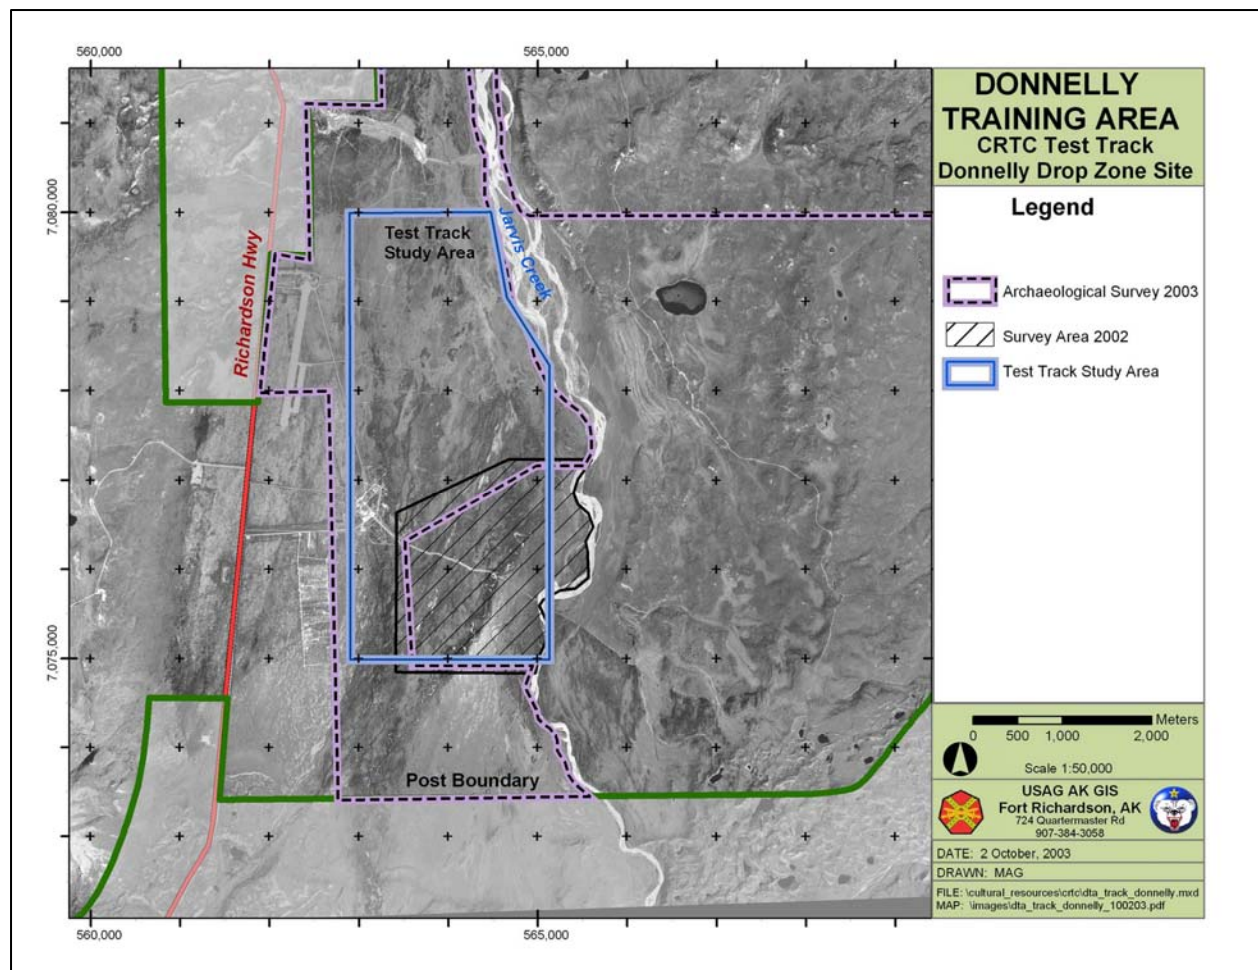 560,000
565,000
DONNELLY
TRAINING AREA
CRTC Test Track
Donnelly Drop Zone Site
Legend
Archaeological Survey 2003
Survey Area 2002
Test Track Study Area
7,080,000
Test Track
Study Area
Jarvis Creek
Richardson Hwy
7,075,000
Post Boundary
Meters
0 500 1,000 2,000
Scale 1:50,000
USAG AK GIS
Fort Richardson, AK
724 Quartermaster Rd
907-384-3058
DATE: 2 October, 2003
DRAWN: MAG
FILE: \cultural_resources\crtc\dta_track_donnelly.mxd
MAP: \images\dta_track_donnelly_100203.pdf
560,000
565,000